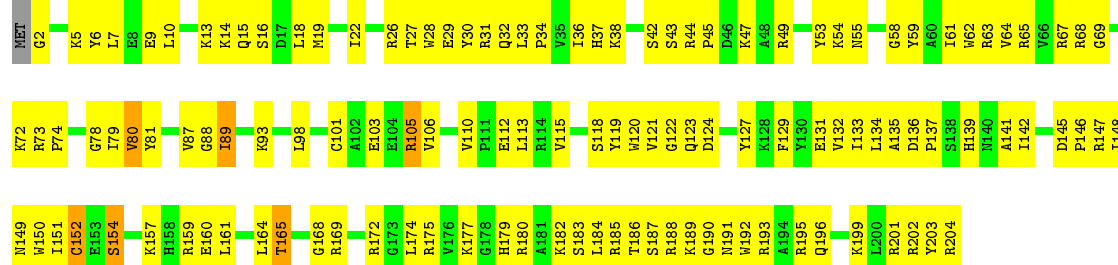 MET G2 K5 Y6 L7 E8 E9 L10 K13 K14 Q15 S16 D17 L18 M19 I22 R26 T27 W28 E29 Y30 R31 Q32 L33 P34 V35 I36 H37 K38 S42 S43 R44 P45 D46 K47 A48 R49 Y53 K54 N55 G58 Y59 A60 I61 W62 R63 V64 R65 V66 R67 R68 G69
K72 R73 P74 G78 I79 V80 Y81 V87 G88 I89 K93 L98 C101 A102 E103 E104 R105 V106 V110 P111 E112 L113 R114 V115 S118 Y119 W120 V121 G122 Q123 D124 Y127 K128 F129 Y130 E131 V132 I133 L134 A135 D136 P137 S138 H139 N140 A141 I142 D145 P146 R147 I148
N149 W150 I151 C152 E153 S154 K157 H158 R159 E160 L161 L164 T165 G168 R169 R172 G173 L174 R175 V176 K177 G178 H179 R180 A181 K182 S183 L184 R185 T186 S187 R188 K189 G190 N191 W192 R193 A194 R195 Q196 K199 L200 R201 R202 Y203 R204